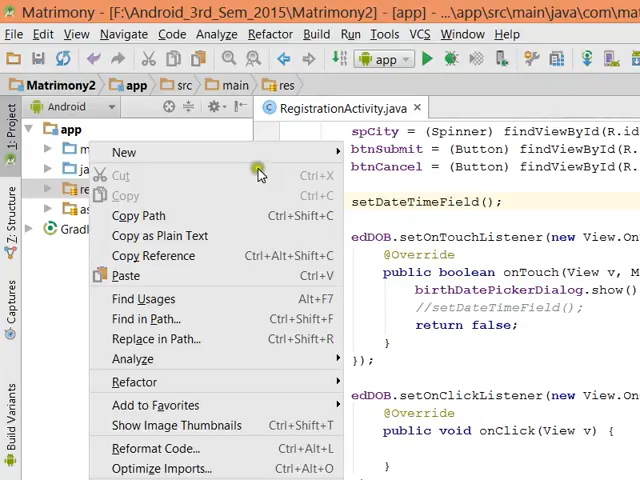 Matrimony2 - [F:\Android_3rd_Sem_2015\Matrimony2] - [app] - ...\app\src\main\java\com\mat
File Edit View Navigate Code Analyze Refactor Build Run Tools VCS Window Help
app
Matrimony2 app src main res
1: Project
Z: Structure
Captures
Build Variants
Android
RegistrationActivity.java
app
m
ja
re
as
Gradl
New
Cut Ctrl+X
Copy Ctrl+C
Copy Path Ctrl+Shift+C
Copy as Plain Text
Copy Reference Ctrl+Alt+Shift+C
Paste Ctrl+V
Find Usages Alt+F7
Find in Path... Ctrl+Shift+F
Replace in Path... Ctrl+Shift+R
Analyze
Refactor
Add to Favorites
Show Image Thumbnails Ctrl+Shift+T
Reformat Code... Ctrl+Alt+L
Optimize Imports... Ctrl+Alt+O
spCity = (Spinner) findViewById(R.id
btnSubmit = (Button) findViewById(R.
btnCancel = (Button) findViewById(R.
setDateTimeField();
edDOB.setOnTouchListener(new View.On
@Override
public boolean onTouch(View v, M
birthDatePickerDialog.show()
//setDateTimeField();
return false;
}
});
edDOB.setOnClickListener(new View.On
@Override
public void onClick(View v) {
}